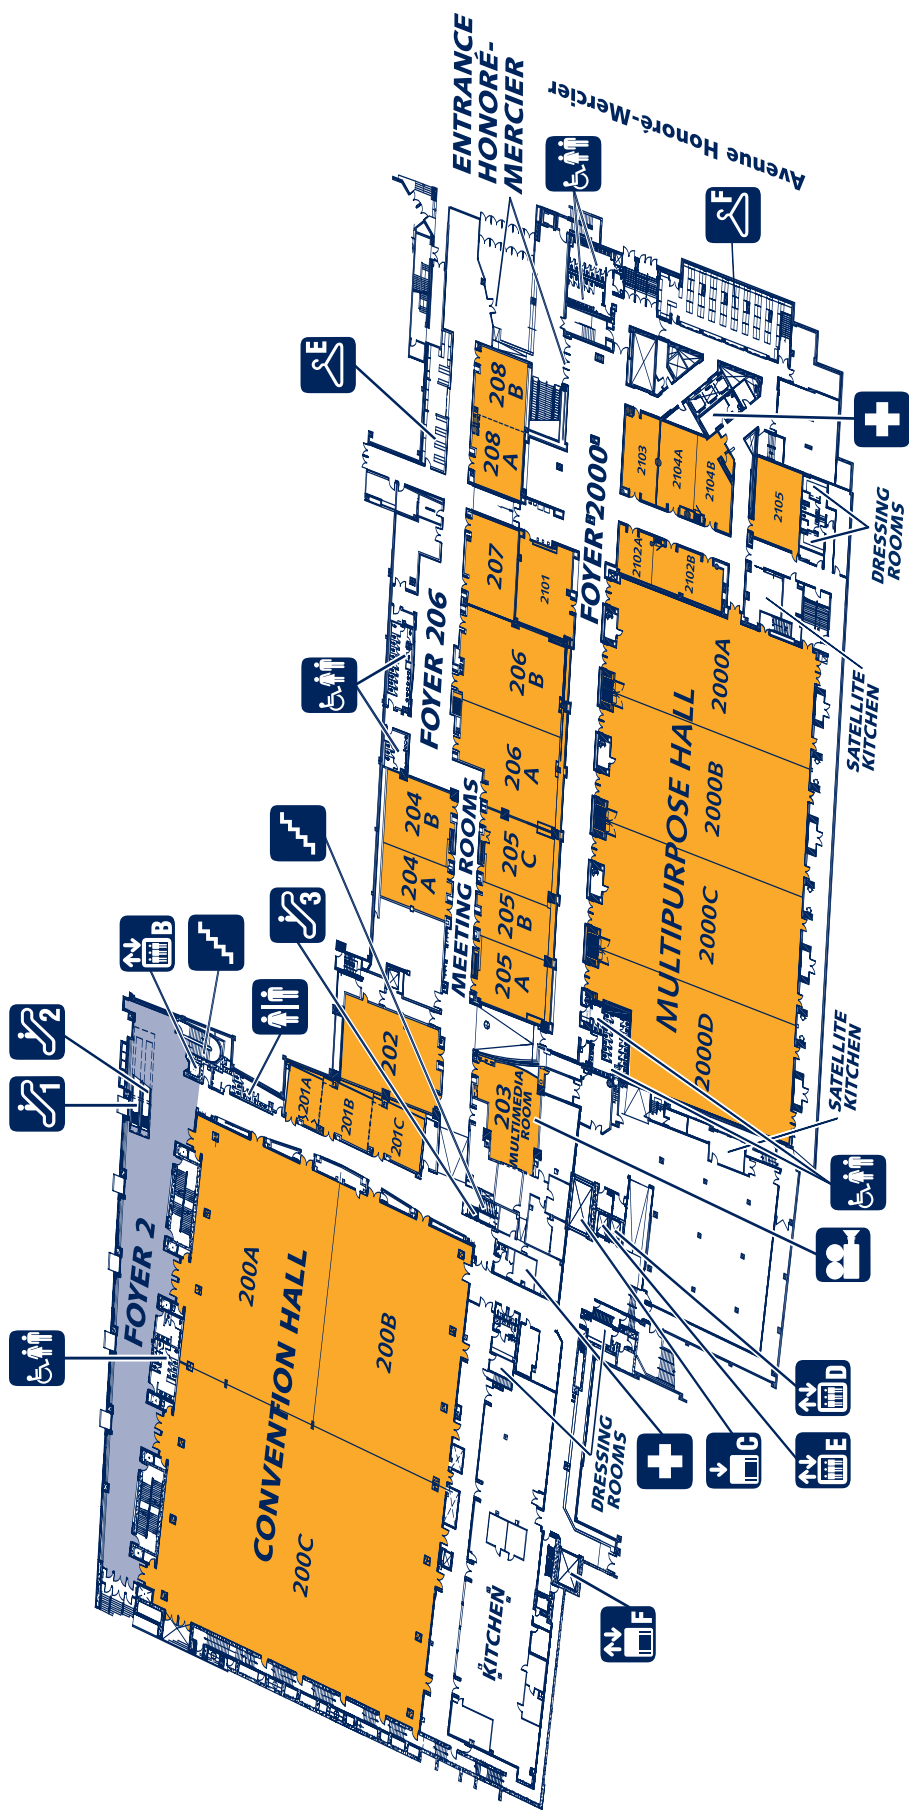 FOYER 2
CONVENTION HALL
200A
200B
200C
KITCHEN
DRESSING
ROOMS
1
2
B
3
201A
201B
201C
202
203
MULTIMEDIA
ROOM
MEETING ROOMS
204
A
204
B
205
A
205
B
205
C
206
A
206
B
207
208
A
208
B
FOYER 206
E
ENTRANCE
HONORÉ-
MERCIER
Avenue Honoré-Mercier
F
FOYER 2000
2101
2102A
2102B
2103
2104A
2104B
2105
DRESSING
ROOMS
SATELLITE
KITCHEN
MULTIPURPOSE HALL
2000A
2000B
2000C
2000D
SATELLITE
KITCHEN
D
C
E
F